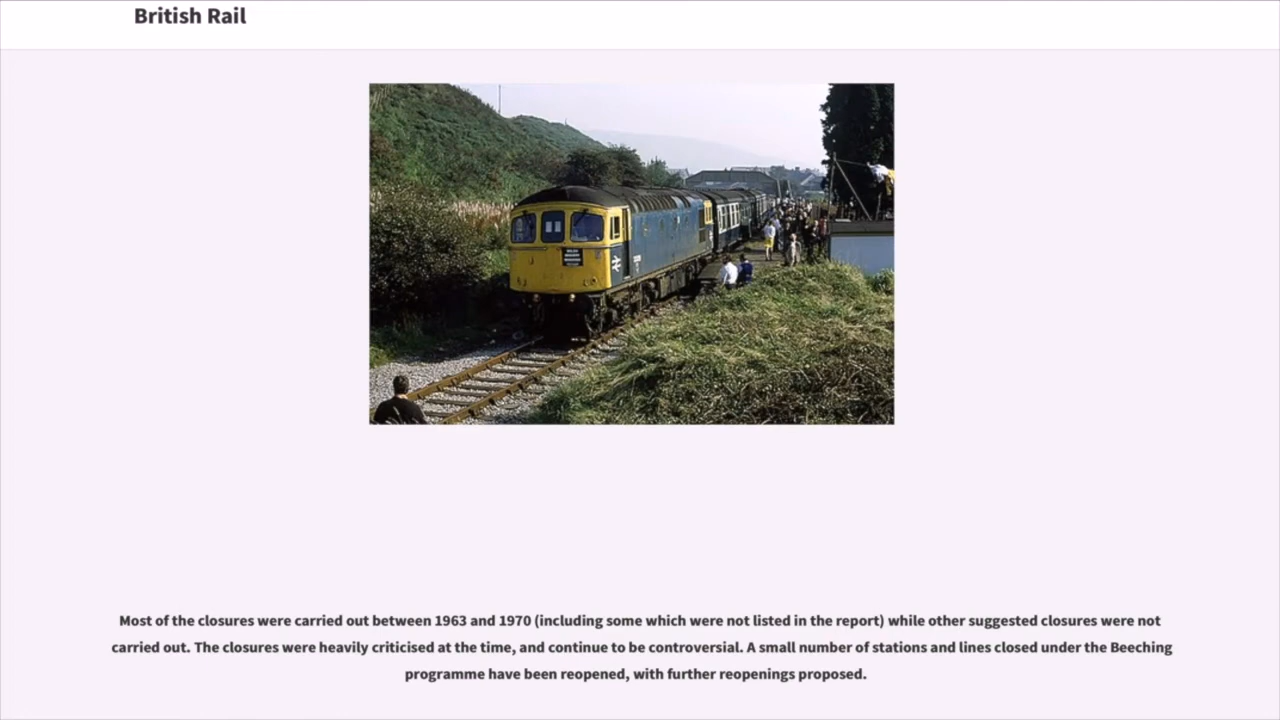 British Rail
Most of the closures were carried out between 1963 and 1970 (including some which were not listed in the report) while other suggested closures were not
carried out. The closures were heavily criticised at the time, and continue to be controversial. A small number of stations and lines closed under the Beeching
programme have been reopened, with further reopenings proposed.